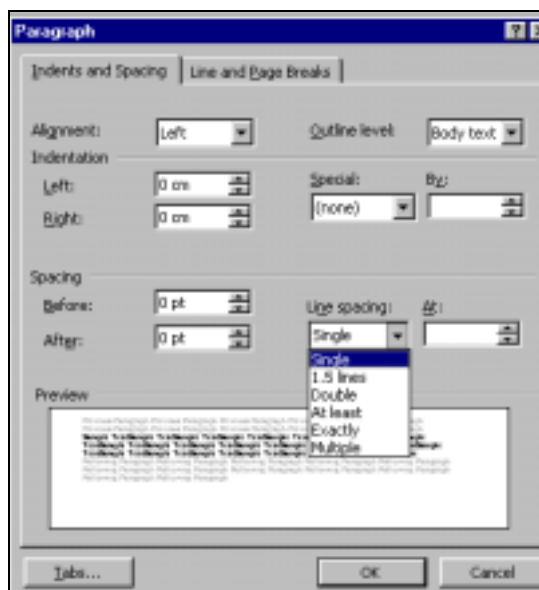 Paragraph
Indents and Spacing
Line and Page Breaks
Alignment: Left Outline level: Body text
Indentation
Left: 0 cm Special: By:
Right: 0 cm (none)
Spacing
Before: 0 pt Line spacing: At:
After: 0 pt Single
Single
1.5 lines
Double
At least
Exactly
Multiple
Preview
Tabs... OK Cancel